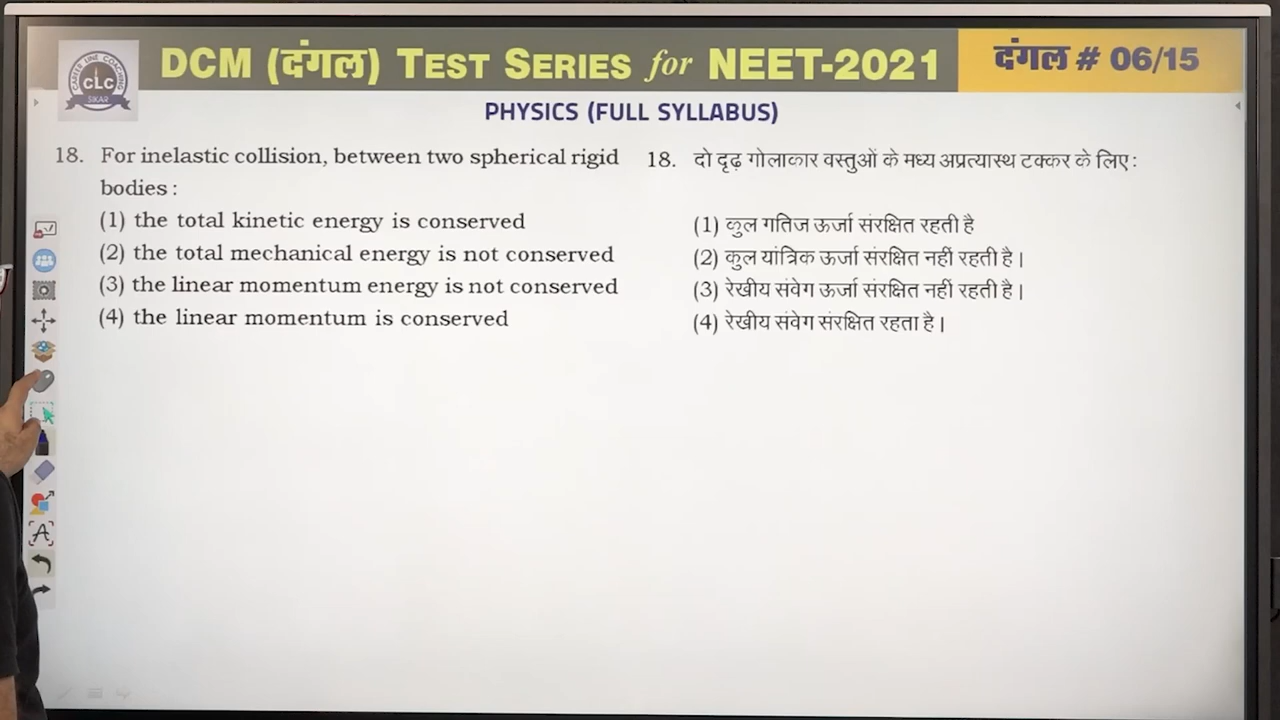 CAREER LINE COACHING
CLC
SIKAR
DCM (दंगल) TEST SERIES for NEET-2021
दंगल # 06/15
PHYSICS (FULL SYLLABUS)
18. For inelastic collision, between two spherical rigid
bodies :
(1) the total kinetic energy is conserved
(2) the total mechanical energy is not conserved
(3) the linear momentum energy is not conserved
(4) the linear momentum is conserved
18. दो दृढ़ गोलाकार वस्तुओं के मध्य अप्रत्यास्थ टक्कर के लिए :
(1) कुल गतिज ऊर्जा संरक्षित रहती है
(2) कुल यांत्रिक ऊर्जा संरक्षित नहीं रहती है।
(3) रेखीय संवेग ऊर्जा संरक्षित नहीं रहती है।
(4) रेखीय संवेग संरक्षित रहता है।
A